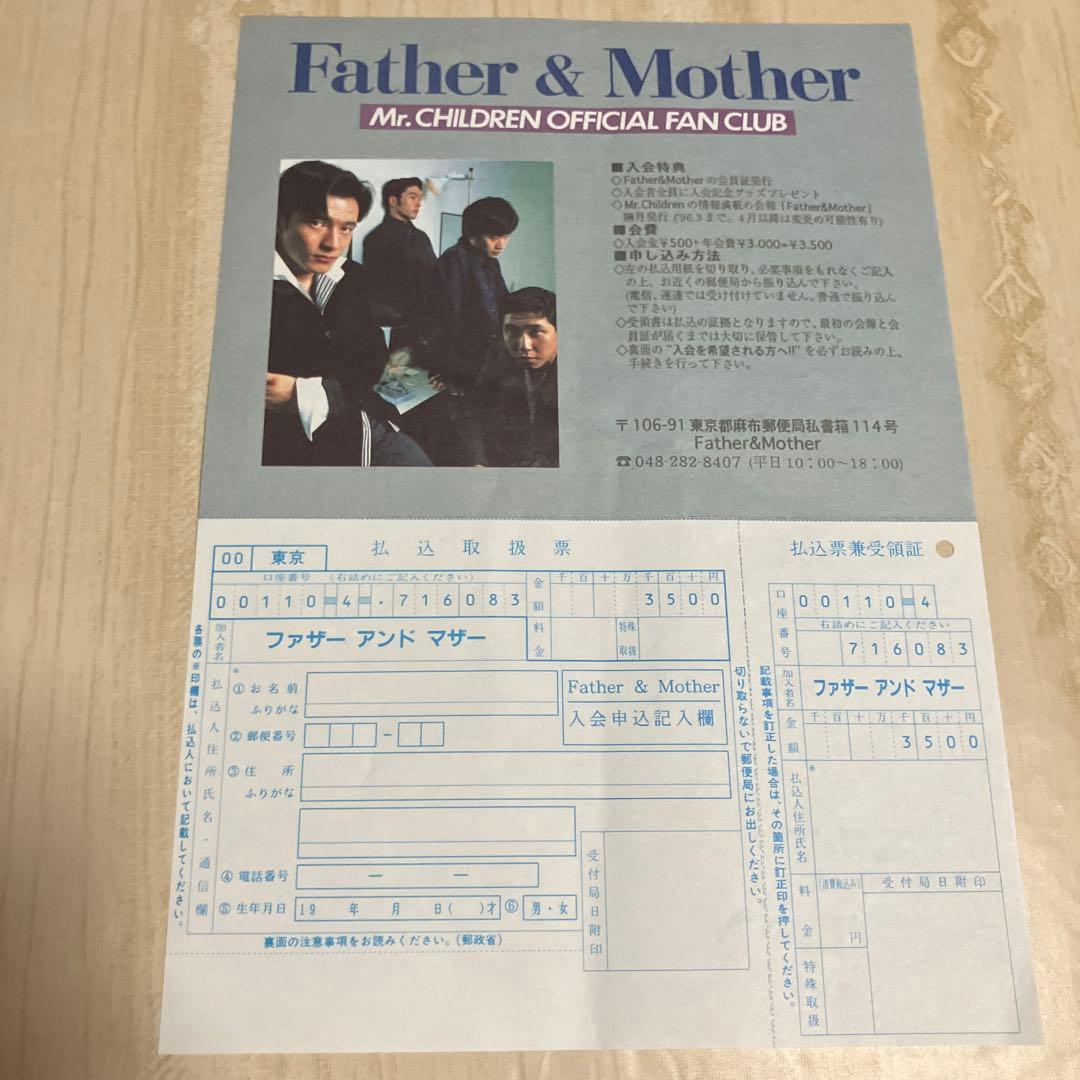 Father & Mother
Mr. CHILDREN OFFICIAL FAN CLUB
■入会特典
◇Father&Motherの会員証発行
◇入会者全員に入会記念グッズプレゼント
◇Mr.Childrenの情報満載の会報「Father&Mother」
隔月発行 ('96.3まで。4月以降は変更の可能性有り)
■会費
◇入会金¥500+年会費¥3.000=¥3.500
■申し込み方法
◇左の払込用紙を切り取り、必要事項をもれなくご記入
の上、お近くの郵便局から振り込んで下さい。
(電信、速達では受け付けていません。普通で振り込ん
で下さい)
◇受領書は払込の証拠となりますので、最初の会報と会
員証が届くまでは大切に保管して下さい。
◇裏面の“入会を希望される方へ!!”を必ずお読みの上、
手続きを行って下さい。
〒106-91 東京都麻布郵便局私書箱114号
Father&Mother
☎048-282-8407 (平日10:00〜18:00)
00 東京
払込取扱票
口座番号 (右詰めにご記入ください)
00110=4-716083
金額
千百十万千百十円
3500
加入者名
ファザー アンド マザー
料金
特殊取扱
各票の※印欄は、払込人において記載してください。
払込人住所氏名・通信欄
※
①お名前
ふりがな
Father & Mother
入会申込記入欄
②郵便番号 −
③住所
ふりがな
④電話番号 ー ー
⑤生年月日 19 年 月 日( )才 ⑥ 男・女
受付局日附印
裏面の注意事項をお読みください。(郵政省)
切り取らないで郵便局にお出しください。
記載事項を訂正した場合は、その箇所に訂正印を押してください。
払込票兼受領証
口座番号
00110=4
右詰めにご記入ください
716083
加入者名
ファザー アンド マザー
金額
千百十万千百十円
3500
※
払込人住所氏名
料金
(消費税込み)
円
受付局日附印
特殊取扱